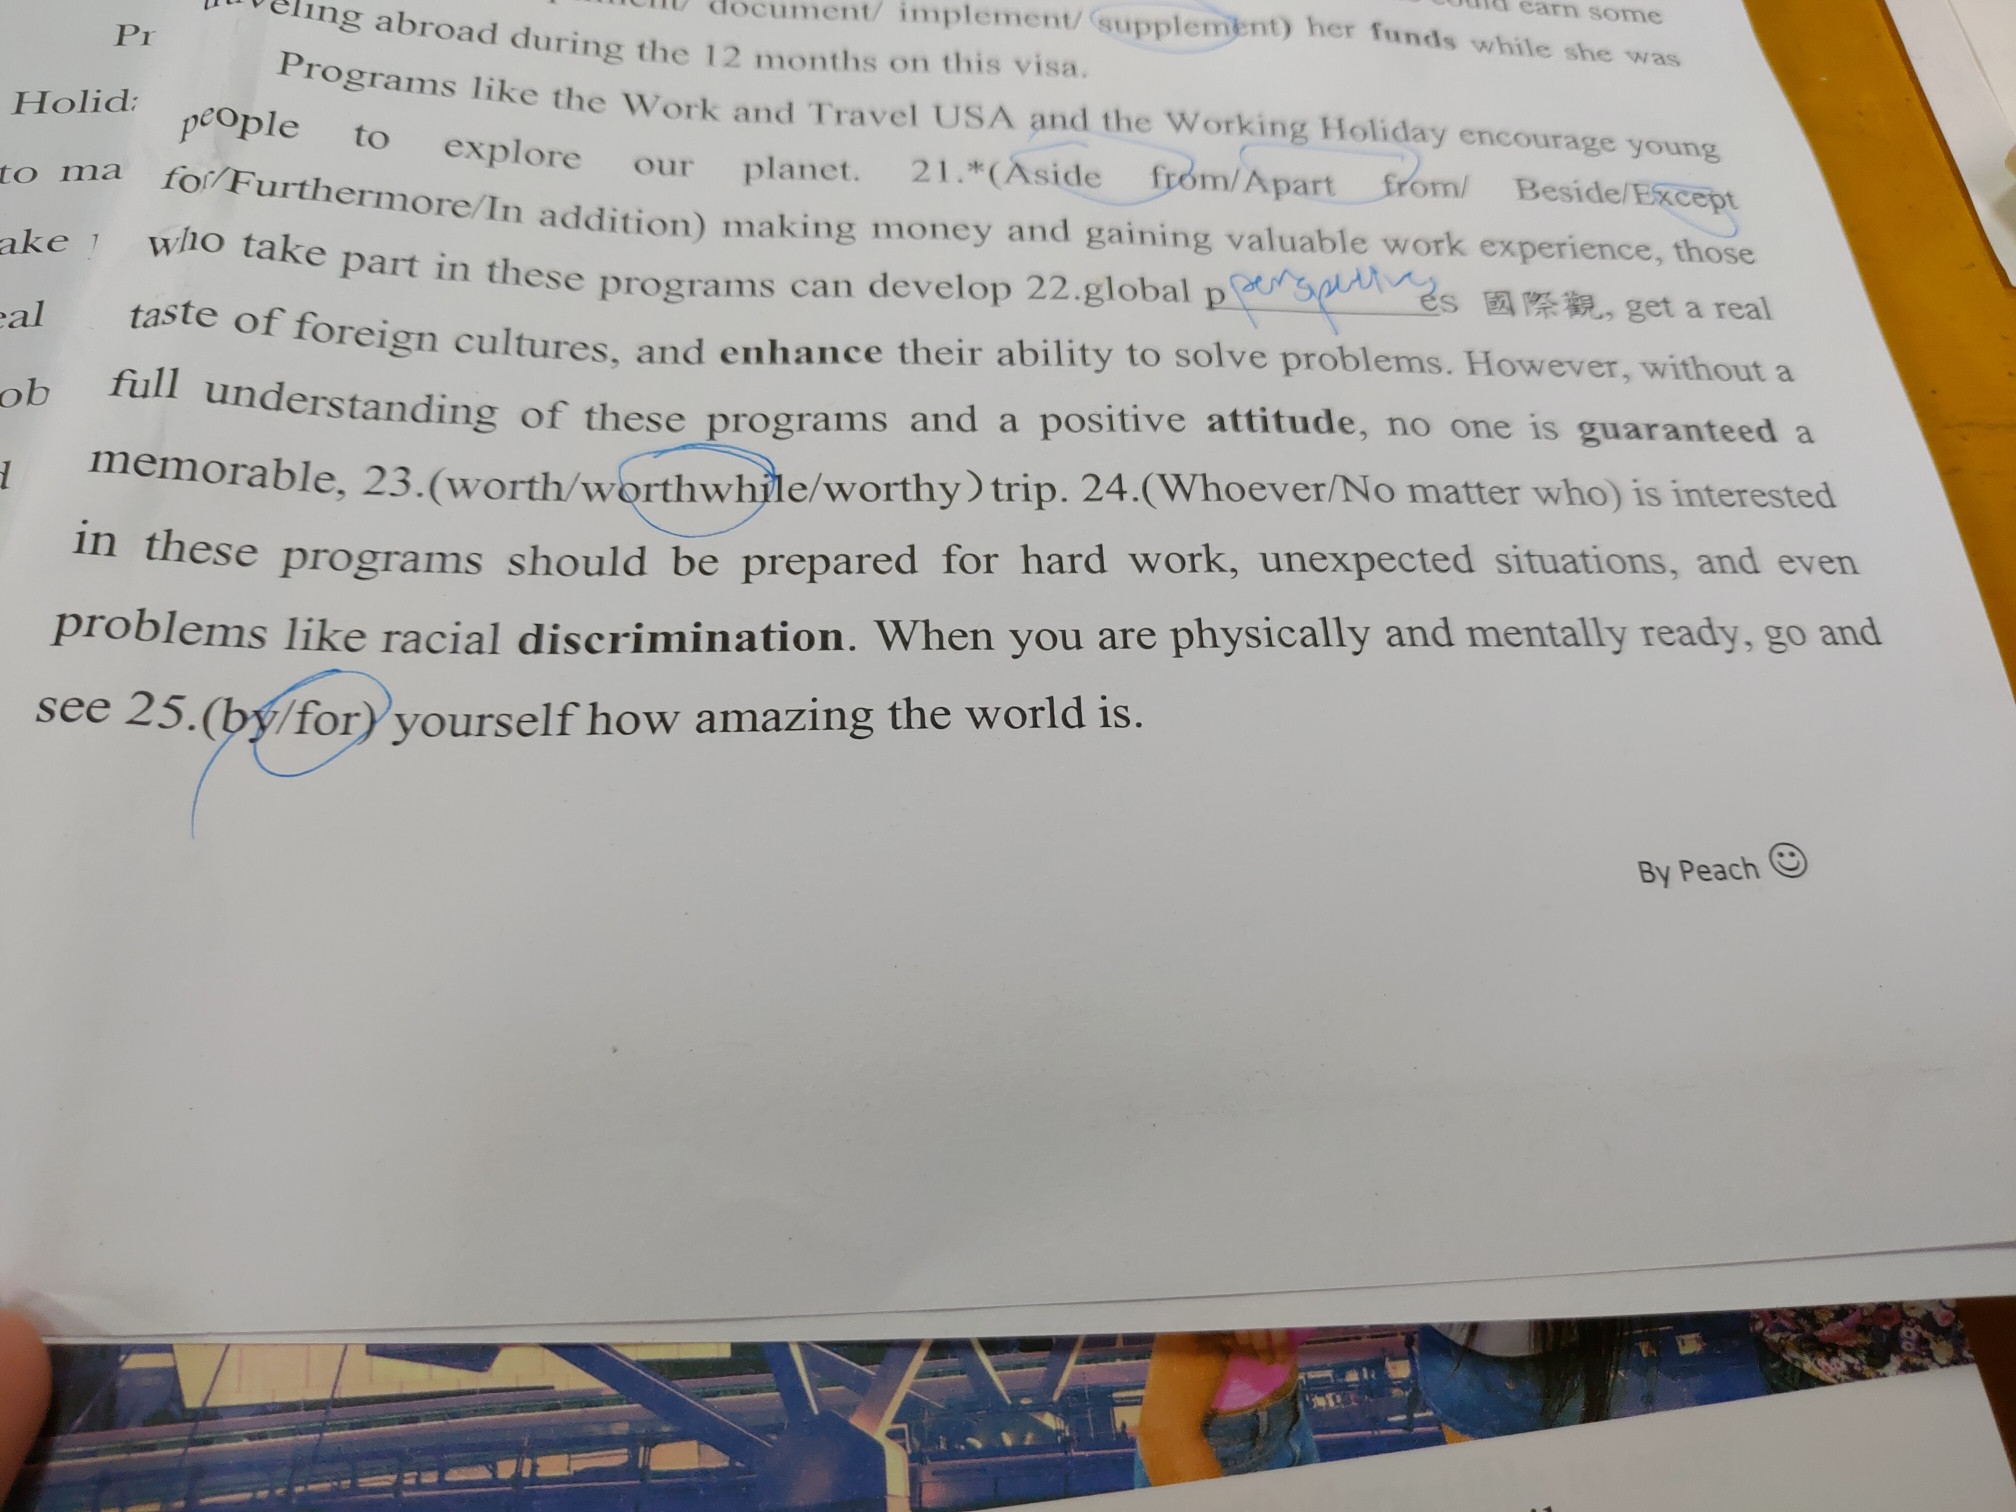 document/ implement/ supplement) her funds while she was
earn some
abroad during the 12 months on this visa.
Programs like the Work and Travel USA and the Working Holiday encourage young
people to explore our planet. 21.*(Aside from/Apart from/ Beside/Except
for/Furthermore/In addition) making money and gaining valuable work experience, those
who take part in these programs can develop 22.global p perspectives es 國際觀, get a real
taste of foreign cultures, and enhance their ability to solve problems. However, without a
full understanding of these programs and a positive attitude, no one is guaranteed a
memorable, 23.(worth/worthwhile/worthy) trip. 24.(Whoever/No matter who) is interested
in these programs should be prepared for hard work, unexpected situations, and even
problems like racial discrimination. When you are physically and mentally ready, go and
see 25.(by/for) yourself how amazing the world is.
By Peach ☺
Pr
to ma
ake
ob